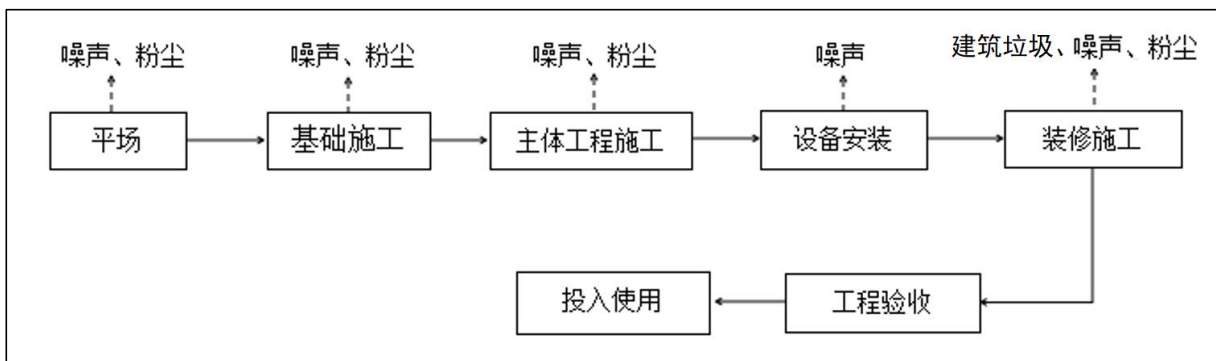 噪声、粉尘
噪声、粉尘
噪声、粉尘
噪声
建筑垃圾、噪声、粉尘
平场
基础施工
主体工程施工
设备安装
装修施工
投入使用
工程验收